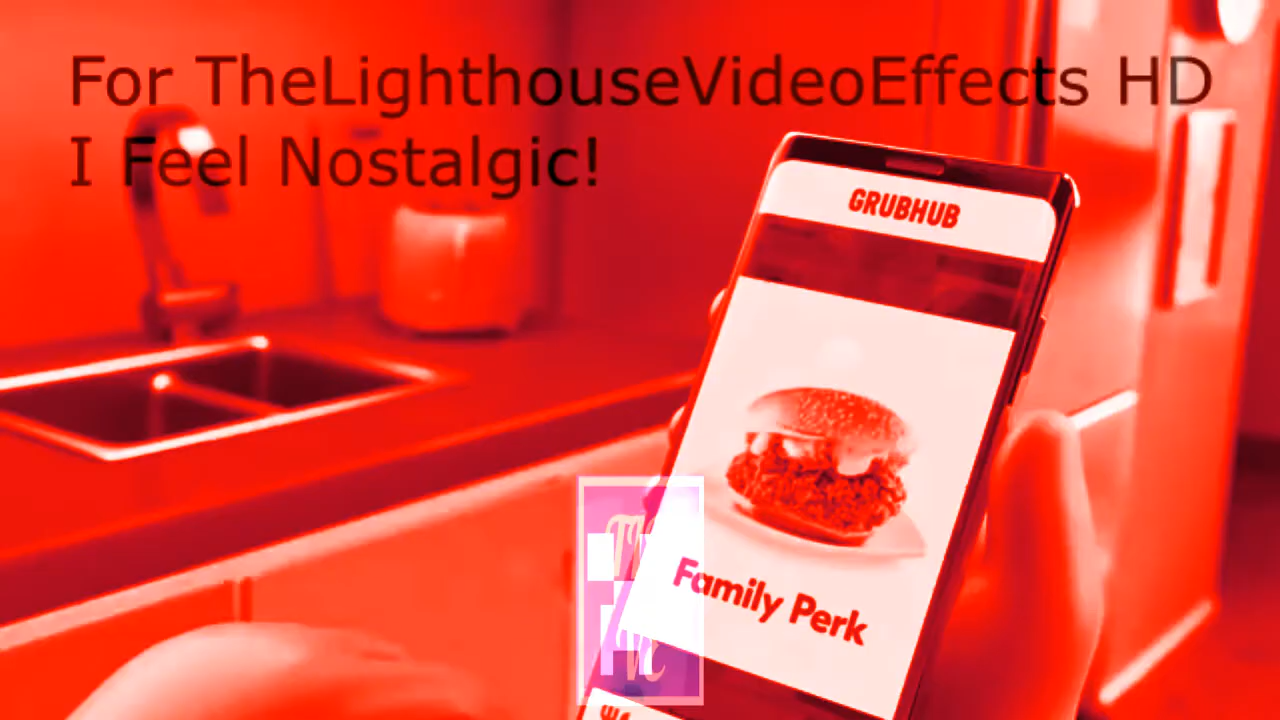 For TheLighthouseVideoEffects HD
I Feel Nostalgic!
GRUBHUB
Family Perk